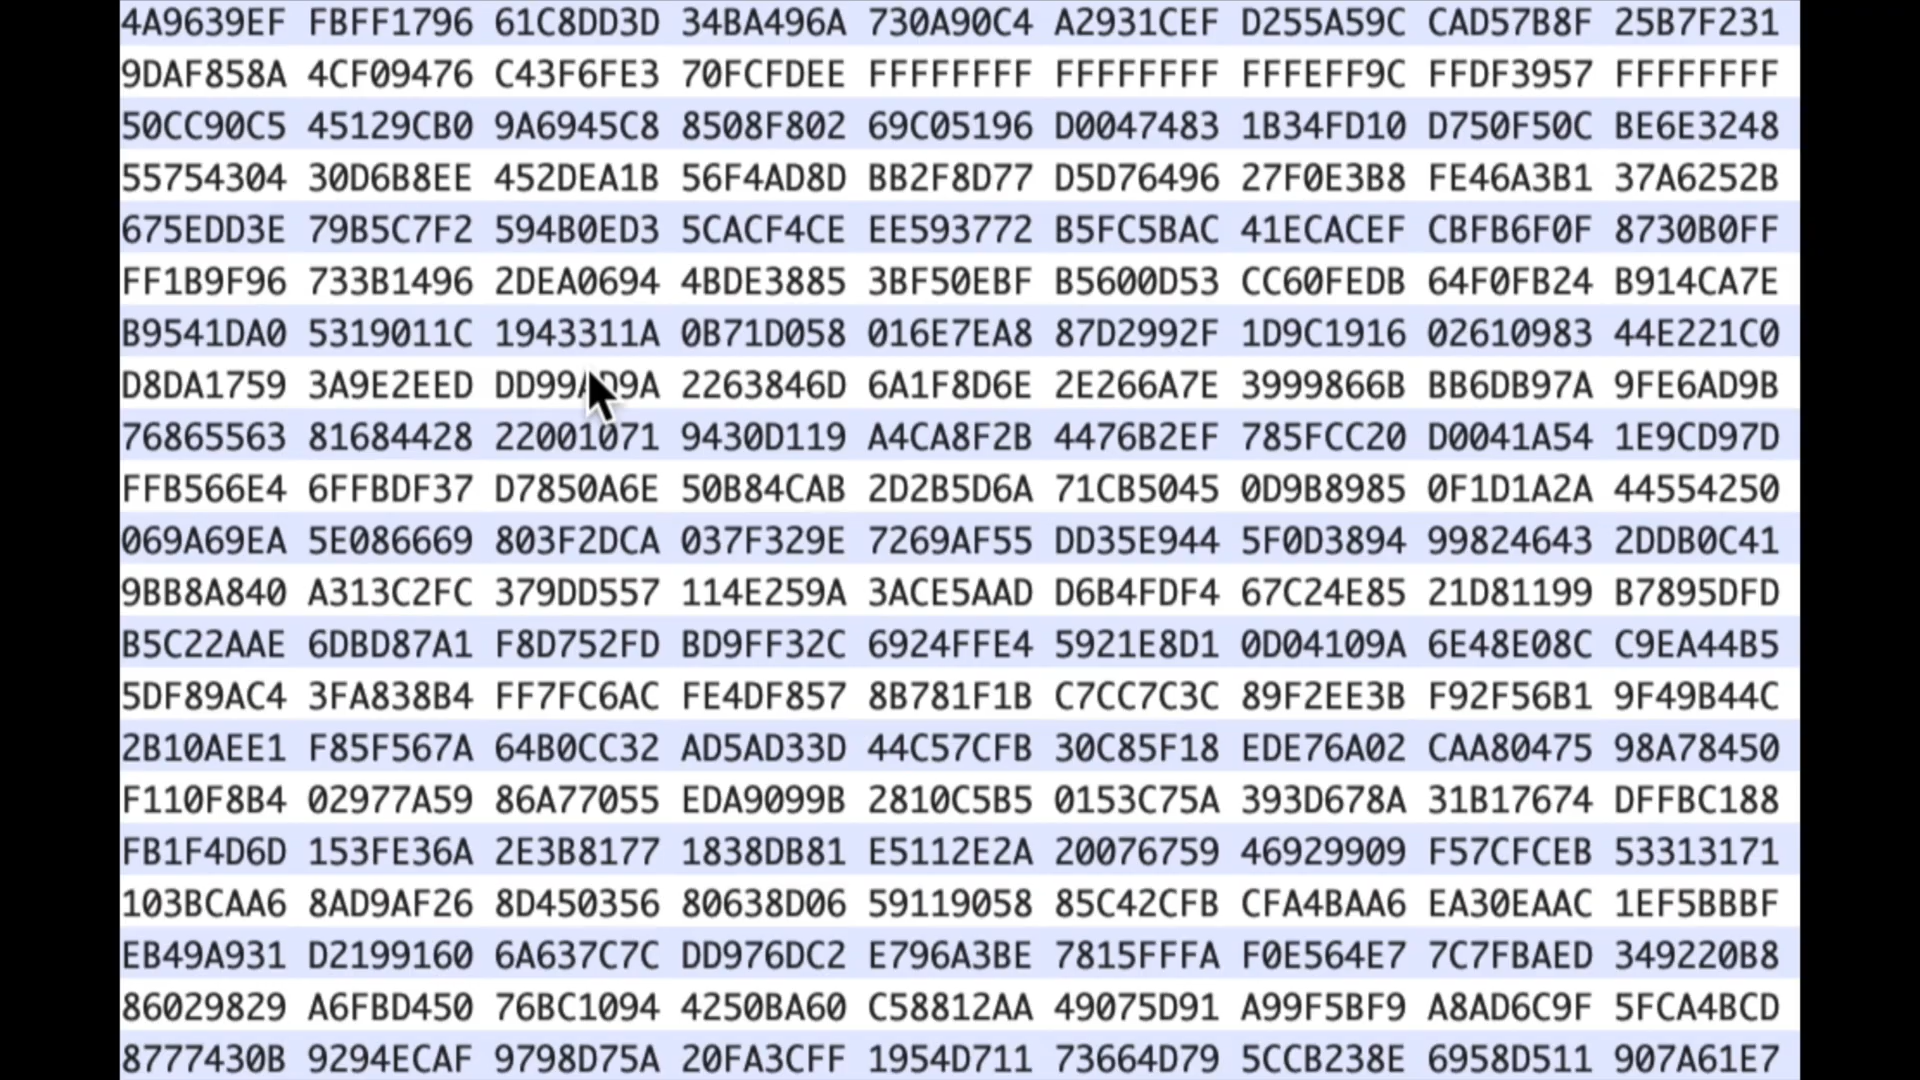 4A9639EF FBFF1796 61C8DD3D 34BA496A 730A90C4 A2931CEF D255A59C CAD57B8F 25B7F231
9DAF858A 4CF09476 C43F6FE3 70FCFDEE FFFFFFFF FFFFFFFF FFFEFF9C FFDF3957 FFFFFFFF
50CC90C5 45129CB0 9A6945C8 8508F802 69C05196 D0047483 1B34FD10 D750F50C BE6E3248
55754304 30D6B8EE 452DEA1B 56F4AD8D BB2F8D77 D5D76496 27F0E3B8 FE46A3B1 37A6252B
675EDD3E 79B5C7F2 594B0ED3 5CACF4CE EE593772 B5FC5BAC 41ECACEF CBFB6F0F 8730B0FF
FF1B9F96 733B1496 2DEA0694 4BDE3885 3BF50EBF B5600D53 CC60FEDB 64F0FB24 B914CA7E
B9541DA0 5319011C 1943311A 0B71D058 016E7EA8 87D2992F 1D9C1916 02610983 44E221C0
D8DA1759 3A9E2EED 2263846D 6A1F8D6E 2E266A7E 3999866B BB6DB97A 9FE6AD9B
76865563 81684428 22001071 9430D119 A4CA8F2B 4476B2EF 785FCC20 D0041A54 1E9CD97D
FFB566E4 6FFBDF37 D7850A6E 50B84CAB 2D2B5D6A 71CB5045 0D9B8985 0F1D1A2A 44554250
069A69EA 5E086669 803F2DCA 037F329E 7269AF55 DD35E944 5F0D3894 99824643 2DDB0C41
9BB8A840 A313C2FC 379DD557 114E259A 3ACE5AAD D6B4FDF4 67C24E85 21D81199 B7895DFD
B5C22AAE 6DBD87A1 F8D752FD BD9FF32C 6924FFE4 5921E8D1 0D04109A 6E48E08C C9EA44B5
5DF89AC4 3FA838B4 FF7FC6AC FE4DF857 8B781F1B C7CC7C3C 89F2EE3B F92F56B1 9F49B44C
2B10AEE1 F85F567A 64B0CC32 AD5AD33D 44C57CFB 30C85F18 EDE76A02 CAA80475 98A78450
F110F8B4 02977A59 86A77055 EDA9099B 2810C5B5 0153C75A 393D678A 31B17674 DFFBC188
FB1F4D6D 153FE36A 2E3B8177 1838DB81 E5112E2A 20076759 46929909 F57CFCEB 53313171
103BCAA6 8AD9AF26 8D450356 80638D06 59119058 85C42CFB CFA4BAA6 EA30EAAC 1EF5BBBF
EB49A931 D2199160 6A637C7C DD976DC2 E796A3BE 7815FFFA F0E564E7 7C7FBAED 349220B8
86029829 A6FBD450 76BC1094 4250BA60 C58812AA 49075D91 A99F5BF9 A8AD6C9F 5FCA4BCD
8777430B 9294ECAF 9798D75A 20FA3CFF 1954D711 73664D79 5CCB238E 6958D511 907A61E7